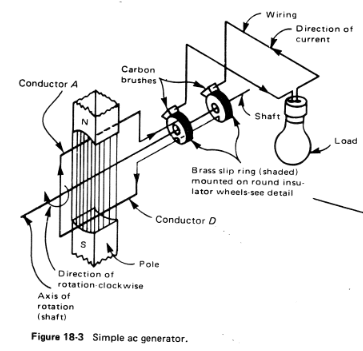 Wiring
Direction of
current
Carbon
brushes
Conductor A
N
Shaft
Load
Brass slip ring (shaded)
mounted on round insu-
lator wheels-see detail
Conductor D
S
Pole
Direction of
rotation-clockwise
Axis of
rotation
(shaft)
Figure 18-3 Simple ac generator.